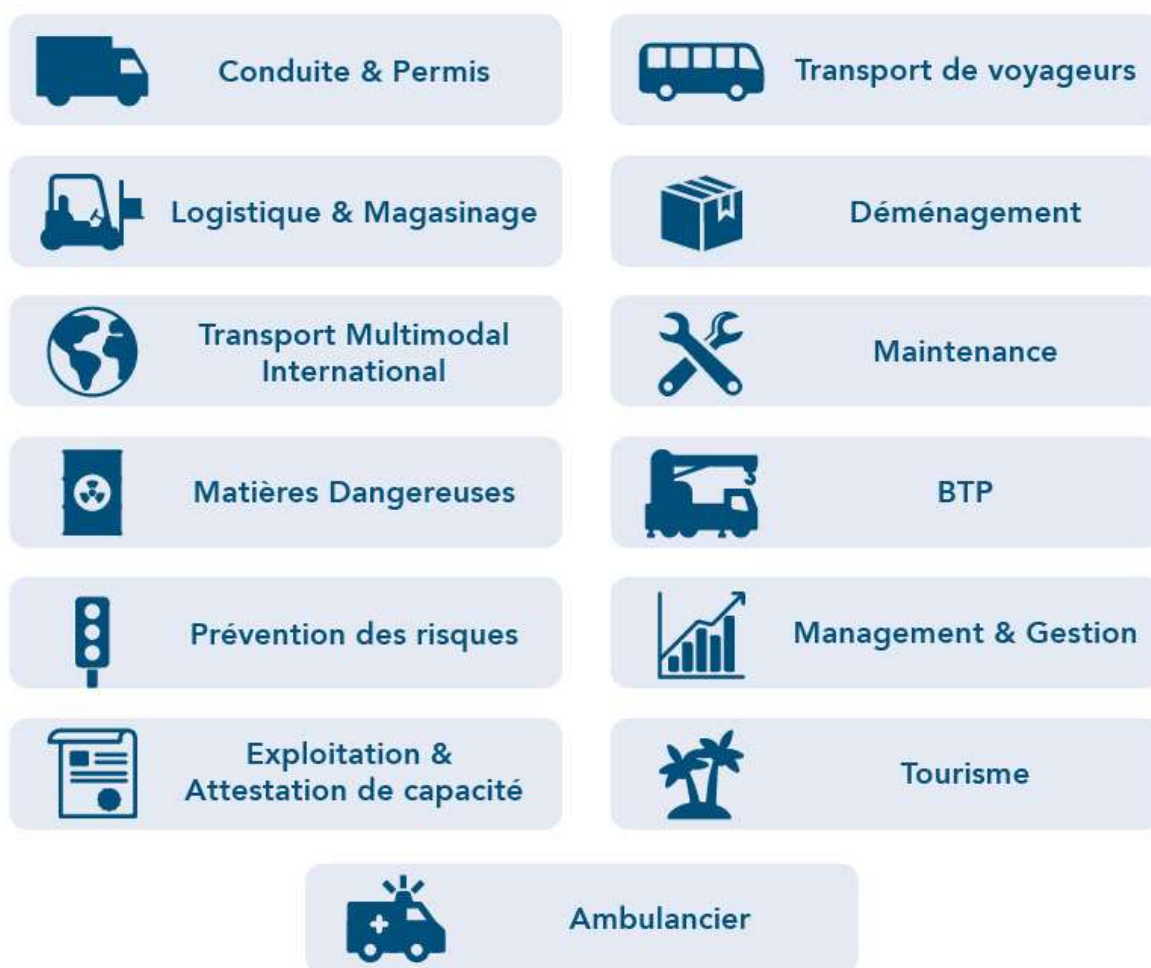 Conduite & Permis
Transport de voyageurs
Logistique & Magasinage
Déménagement
Transport Multimodal
International
Maintenance
Matières Dangereuses
BTP
Prévention des risques
Management & Gestion
Exploitation &
Attestation de capacité
Tourisme
Ambulancier